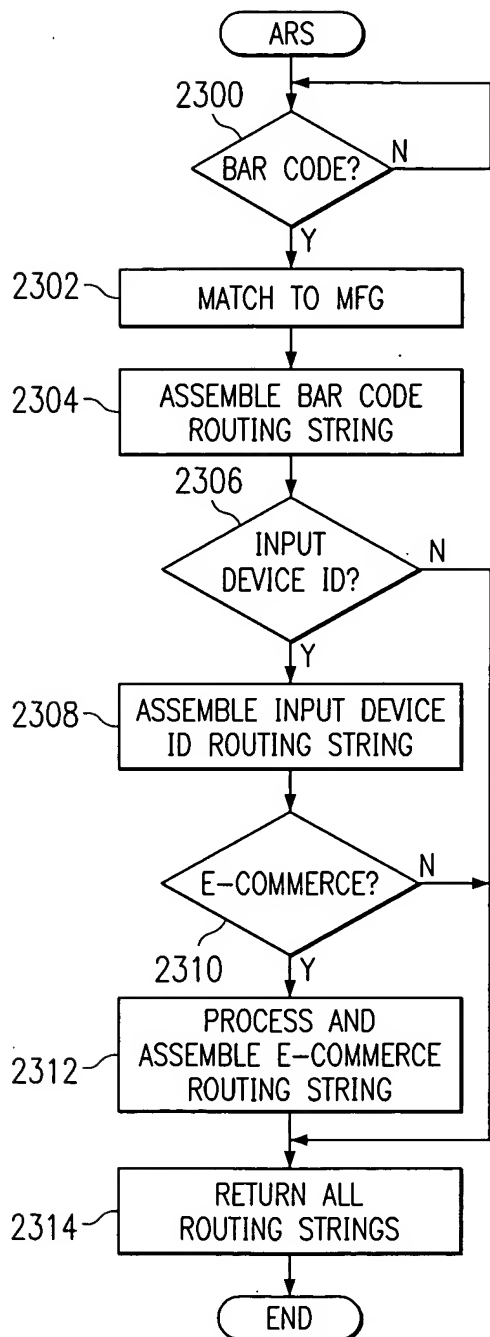 ARS
2300
BAR CODE?
N
Y
2302
MATCH TO MFG
2304
ASSEMBLE BAR CODE
ROUTING STRING
2306
INPUT
DEVICE ID?
N
Y
2308
ASSEMBLE INPUT DEVICE
ID ROUTING STRING
E-COMMERCE?
N
2310
Y
2312
PROCESS AND
ASSEMBLE E-COMMERCE
ROUTING STRING
2314
RETURN ALL
ROUTING STRINGS
END